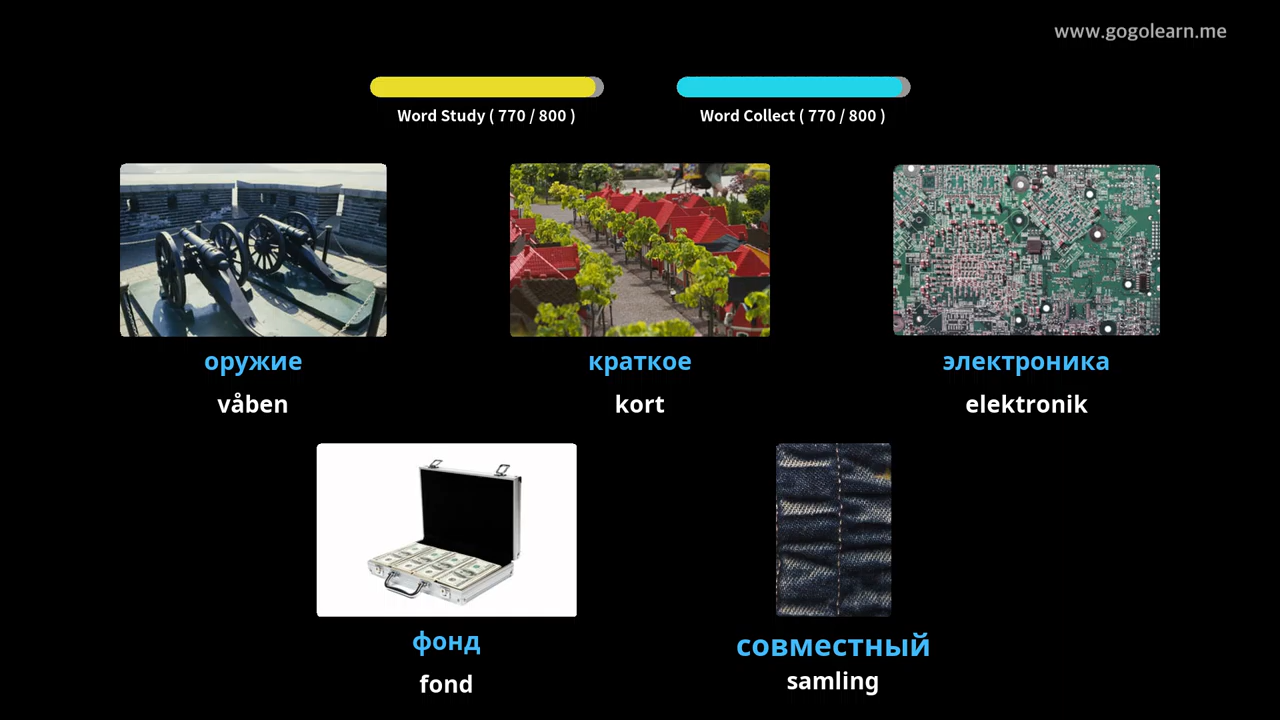 www.gogolearn.me
Word Study ( 770 / 800 )
Word Collect ( 770 / 800 )
оружие
våben
краткое
kort
электроника
elektronik
фонд
fond
совместный
samling